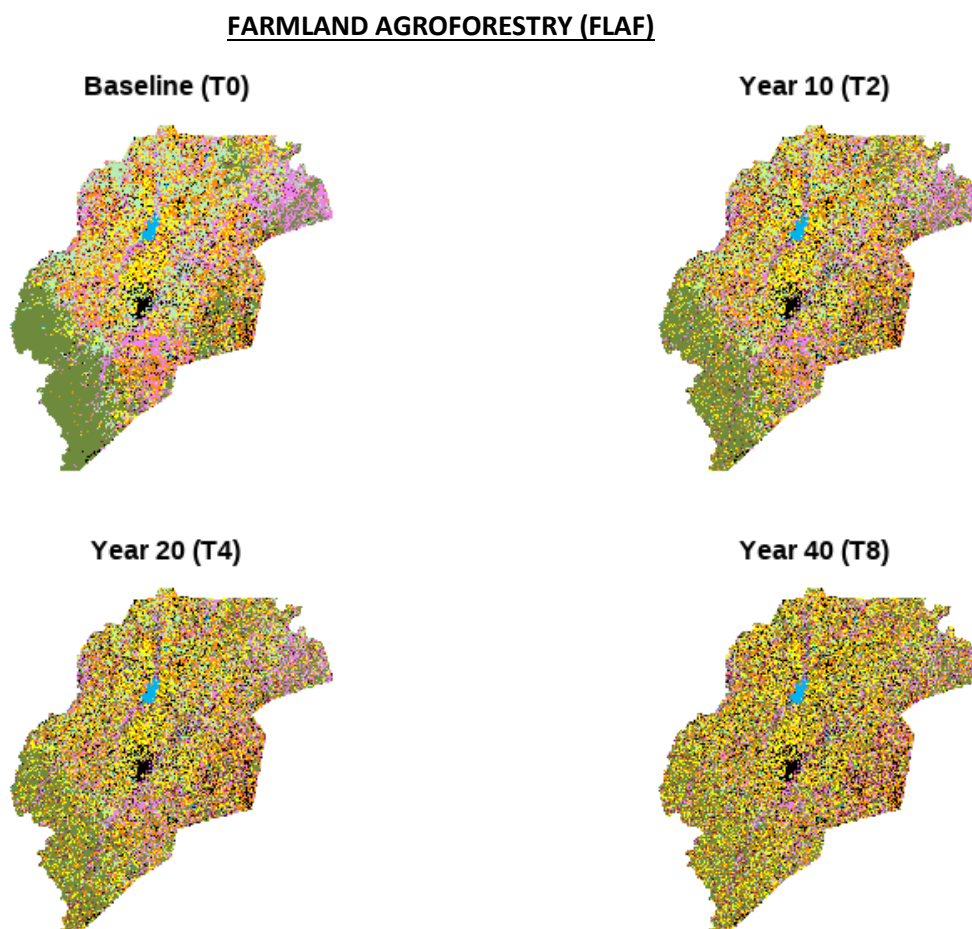 FARMLAND AGROFORESTRY (FLAF)
Baseline (T0)
Year 10 (T2)
Year 20 (T4)
Year 40 (T8)